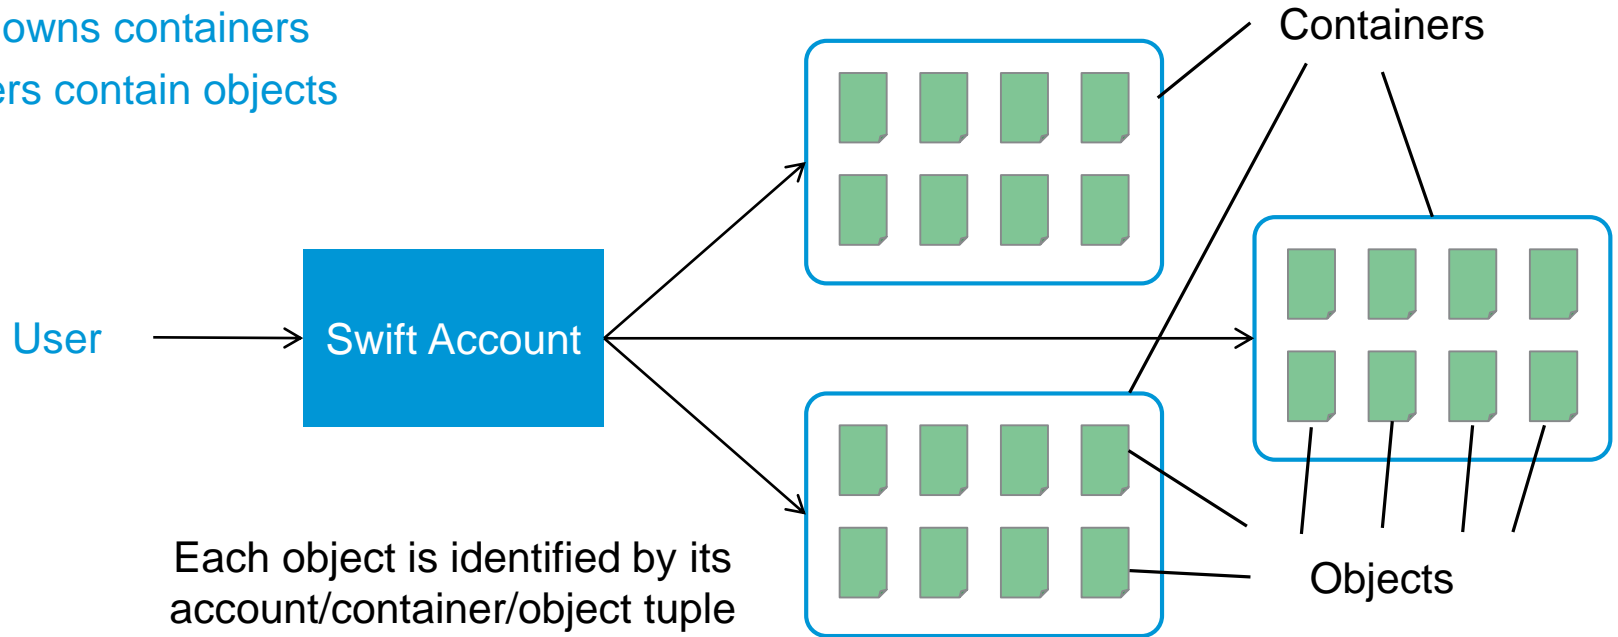 owns containers
ers contain objects
Containers
User
Swift Account
Each object is identified by its
account/container/object tuple
Objects